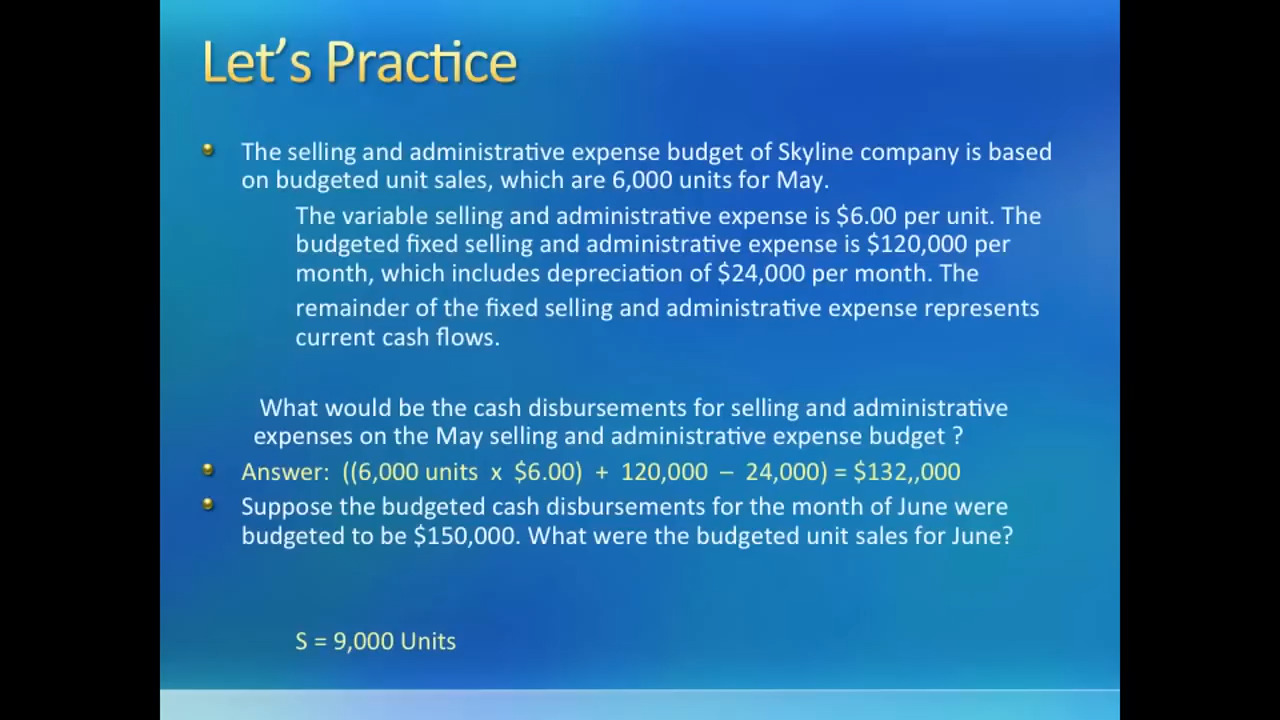 Let's Practice
The selling and administrative expense budget of Skyline company is based
on budgeted unit sales, which are 6,000 units for May.
The variable selling and administrative expense is $6.00 per unit. The
budgeted fixed selling and administrative expense is $120,000 per
month, which includes depreciation of $24,000 per month. The
remainder of the fixed selling and administrative expense represents
current cash flows.
What would be the cash disbursements for selling and administrative
expenses on the May selling and administrative expense budget ?
Answer: ((6,000 units x $6.00) + 120,000 – 24,000) = $132,,000
Suppose the budgeted cash disbursements for the month of June were
budgeted to be $150,000. What were the budgeted unit sales for June?
S = 9,000 Units